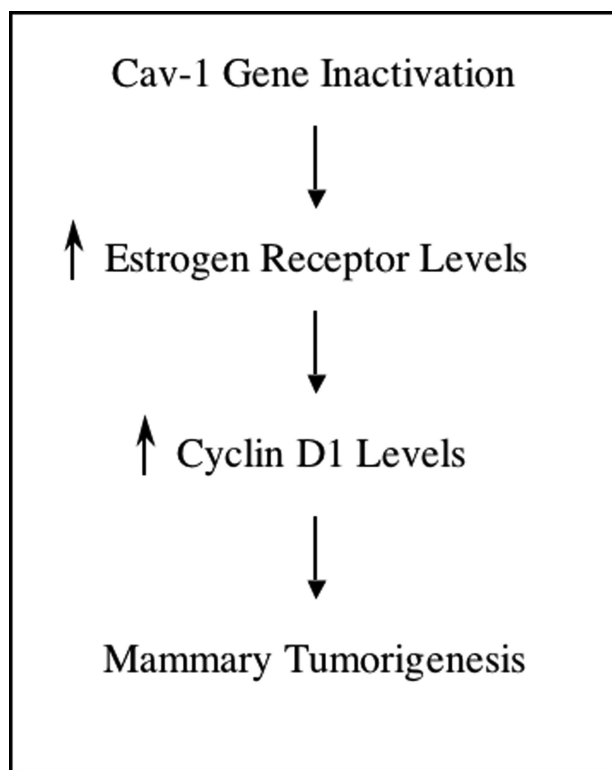 Cav-1 Gene Inactivation
Estrogen Receptor Levels
Cyclin D1 Levels
Mammary Tumorigenesis